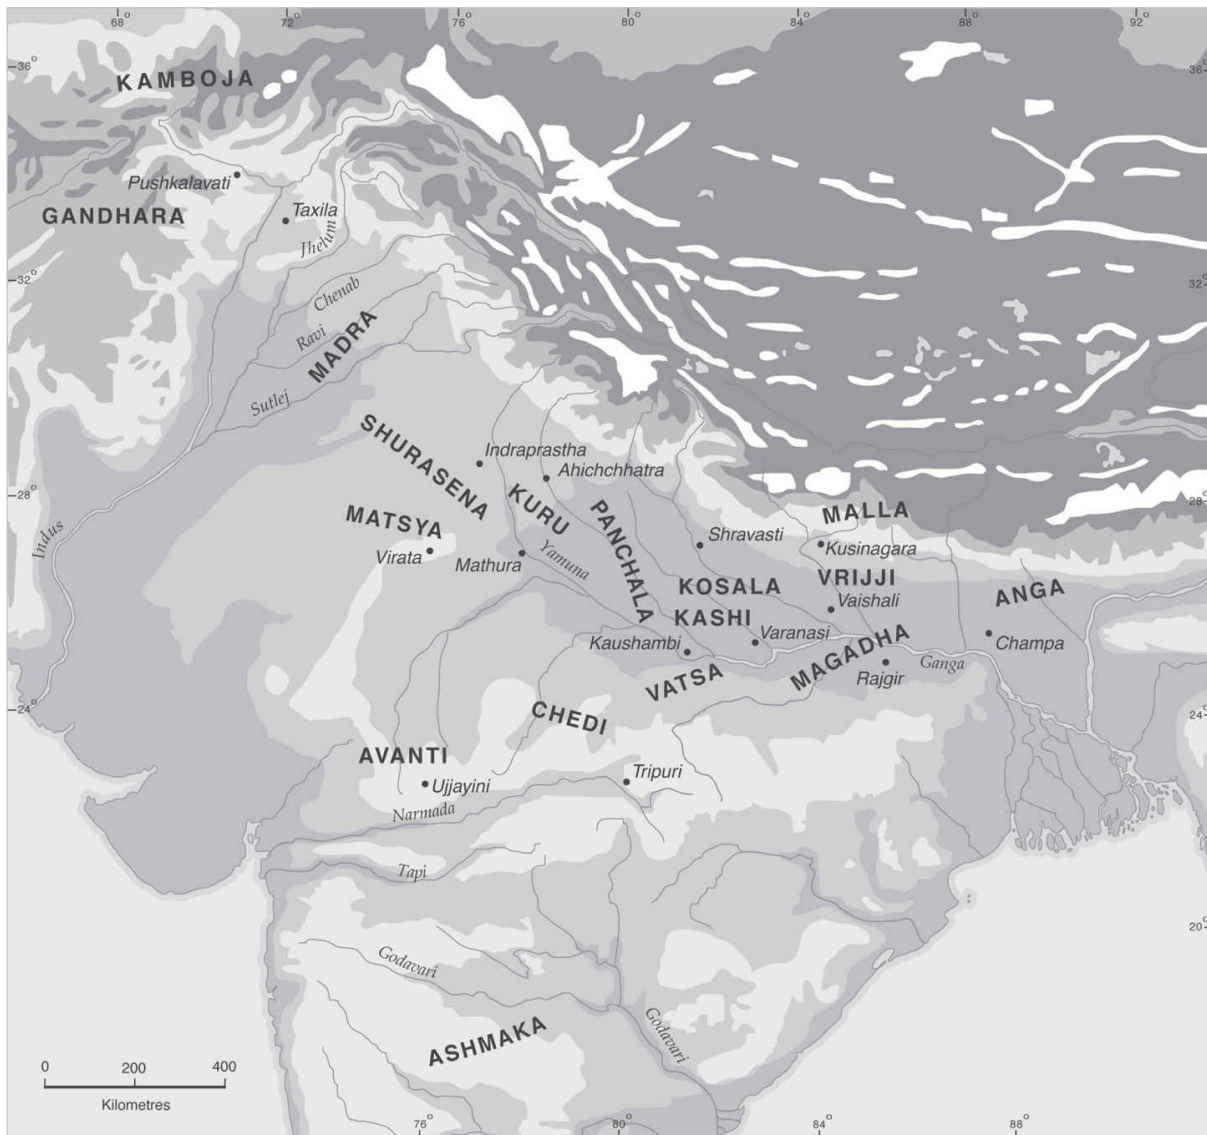 68°
72°
76°
80°
84°
88°
92°
36°
36°
KAMBOJA
Pushkalavati
GANDHARA
Taxila
Jhelum
32°
32°
Chenab
Ravi
MADRA
Sutlej
SHURASENA
Indraprastha
Ahichchhatra
28°
28°
KURU
PANCHALA
MALLA
MATSYA
Indus
Virata
Mathura
Yamuna
Shravasti
Kusinagara
KOSALA
VRIJJI
ANGA
KASHI
Vaishali
Kaushambi
Varanasi
Champa
MAGADHA
VATSA
Rajgir
Ganga
24°
24°
CHEDI
AVANTI
Ujjayini
Tripuri
Narmada
Tapi
20°
Godavari
Godavari
ASHMAKA
0 200 400
Kilometres
76°
80°
84°
88°